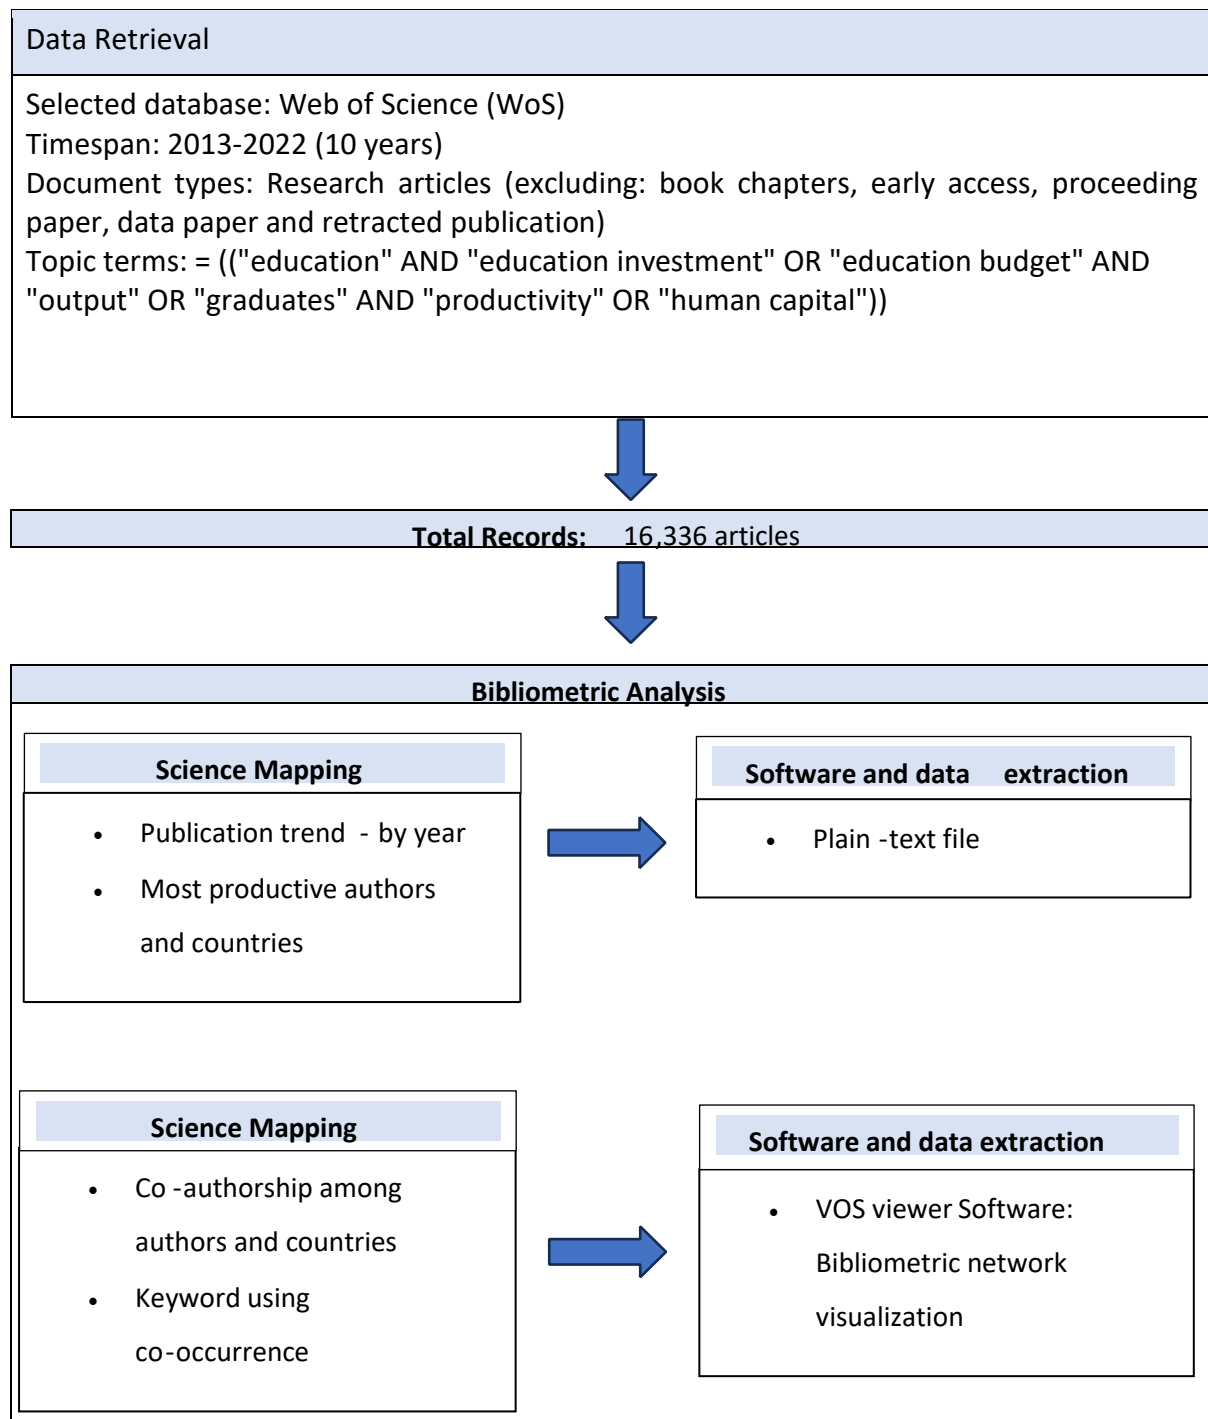 Data Retrieval
Selected database: Web of Science (WoS)
Timespan: 2013-2022 (10 years)
Document types: Research articles (excluding: book chapters, early access, proceeding
paper, data paper and retracted publication)
Topic terms: = (("education" AND "education investment" OR "education budget" AND
"output" OR "graduates" AND "productivity" OR "human capital"))
Total Records: 16,336 articles
Bibliometric Analysis
Science Mapping
• Publication trend - by year
• Most productive authors
and countries
Software and data extraction
• Plain -text file
Science Mapping
• Co -authorship among
authors and countries
• Keyword using
co-occurrence
Software and data extraction
• VOS viewer Software:
Bibliometric network
visualization